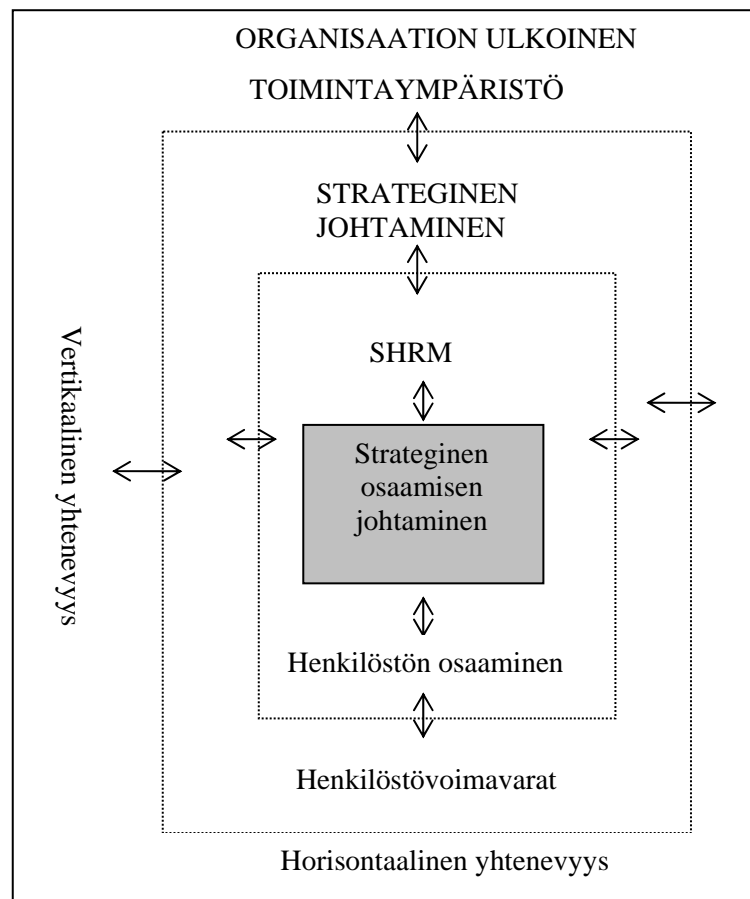 ORGANISAATION ULKOINEN
TOIMINTAYMPÄRISTÖ
STRATEGINEN
JOHTAMINEN
SHRM
Vertikaalinen yhtenevyys
Strateginen
osaamisen
johtaminen
Henkilöstön osaaminen
Henkilöstövoimavarat
Horisontaalinen yhtenevyys